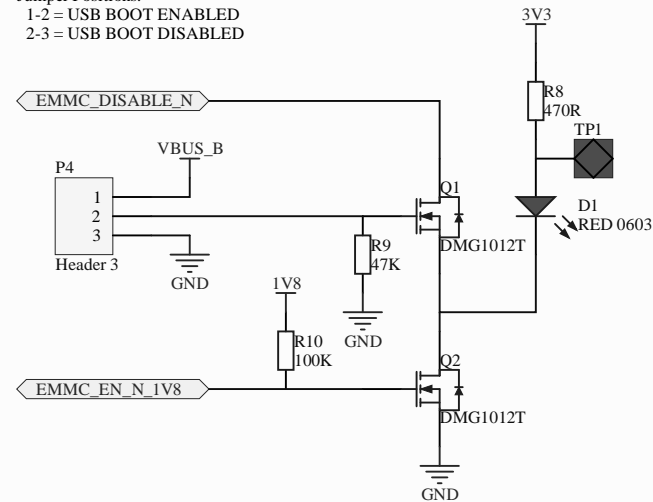 1-2 = USB BOOT ENABLED
2-3 = USB BOOT DISABLED
3V3
EMMC_DISABLE_N
R8
470R
TP1
VBUS_B
P4
1
2
3
Header 3
GND
Q1
DMG1012T
D1
RED 0603
R9
47K
GND
1V8
R10
100K
Q2
EMMC_EN_N_1V8
DMG1012T
GND